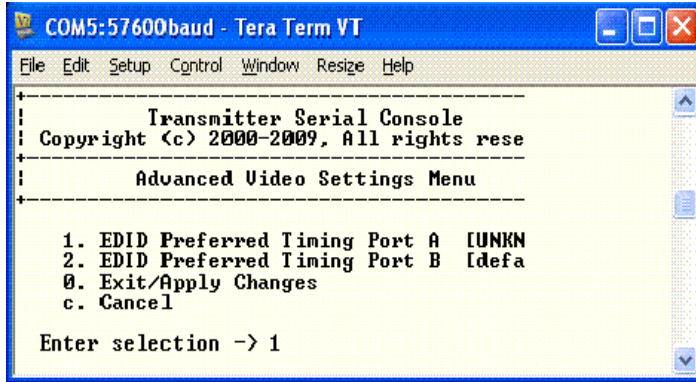 COM5:57600baud - Tera Term VT
File Edit Setup Control Window Resize Help
Transmitter Serial Console
Copyright (c) 2000-2009, All rights rese
Advanced Video Settings Menu
1. EDID Preferred Timing Port A [UNKN
2. EDID Preferred Timing Port B [defa
0. Exit/Apply Changes
c. Cancel
Enter selection -> 1